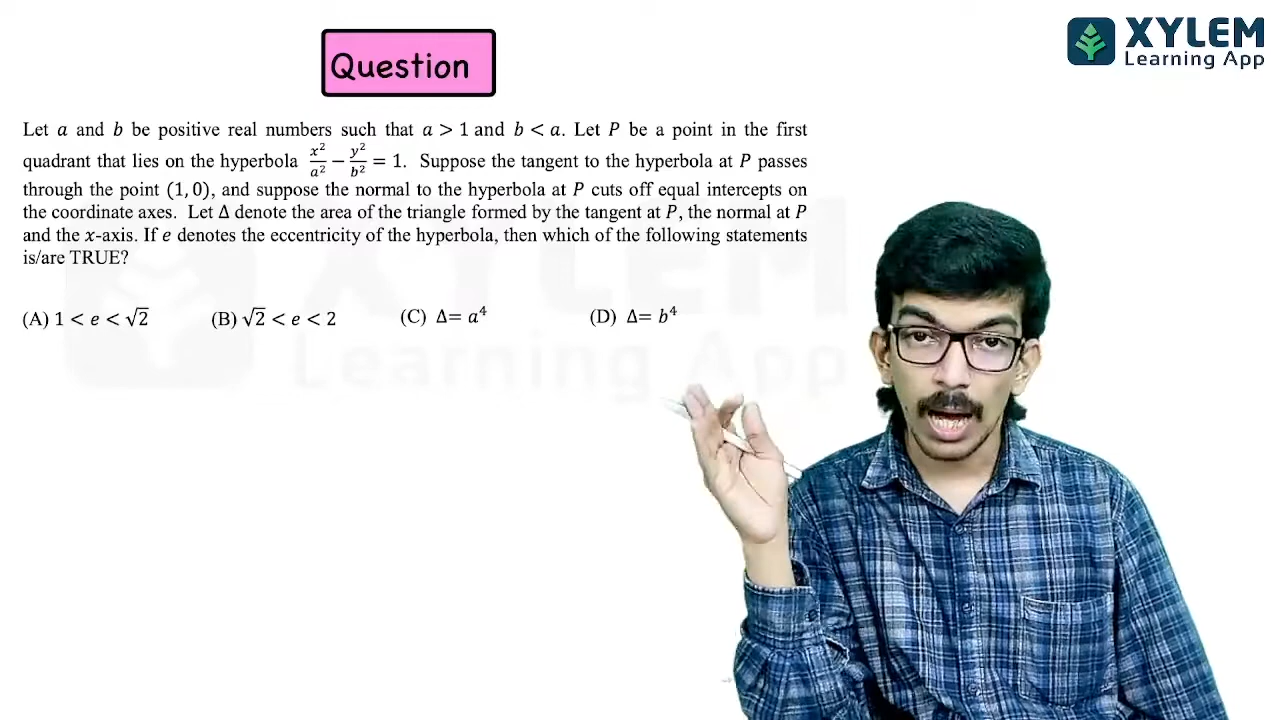 XYLEM
Learning App
Question
Let a and b be positive real numbers such that a > 1 and b < a. Let P be a point in the first
quadrant that lies on the hyperbola x²/a² − y²/b² = 1. Suppose the tangent to the hyperbola at P passes
through the point (1, 0), and suppose the normal to the hyperbola at P cuts off equal intercepts on
the coordinate axes. Let Δ denote the area of the triangle formed by the tangent at P, the normal at P
and the x-axis. If e denotes the eccentricity of the hyperbola, then which of the following statements
is/are TRUE?
(A) 1 < e < √2 (B) √2 < e < 2 (C) Δ= a⁴ (D) Δ= b⁴
XYLEM
Learning App